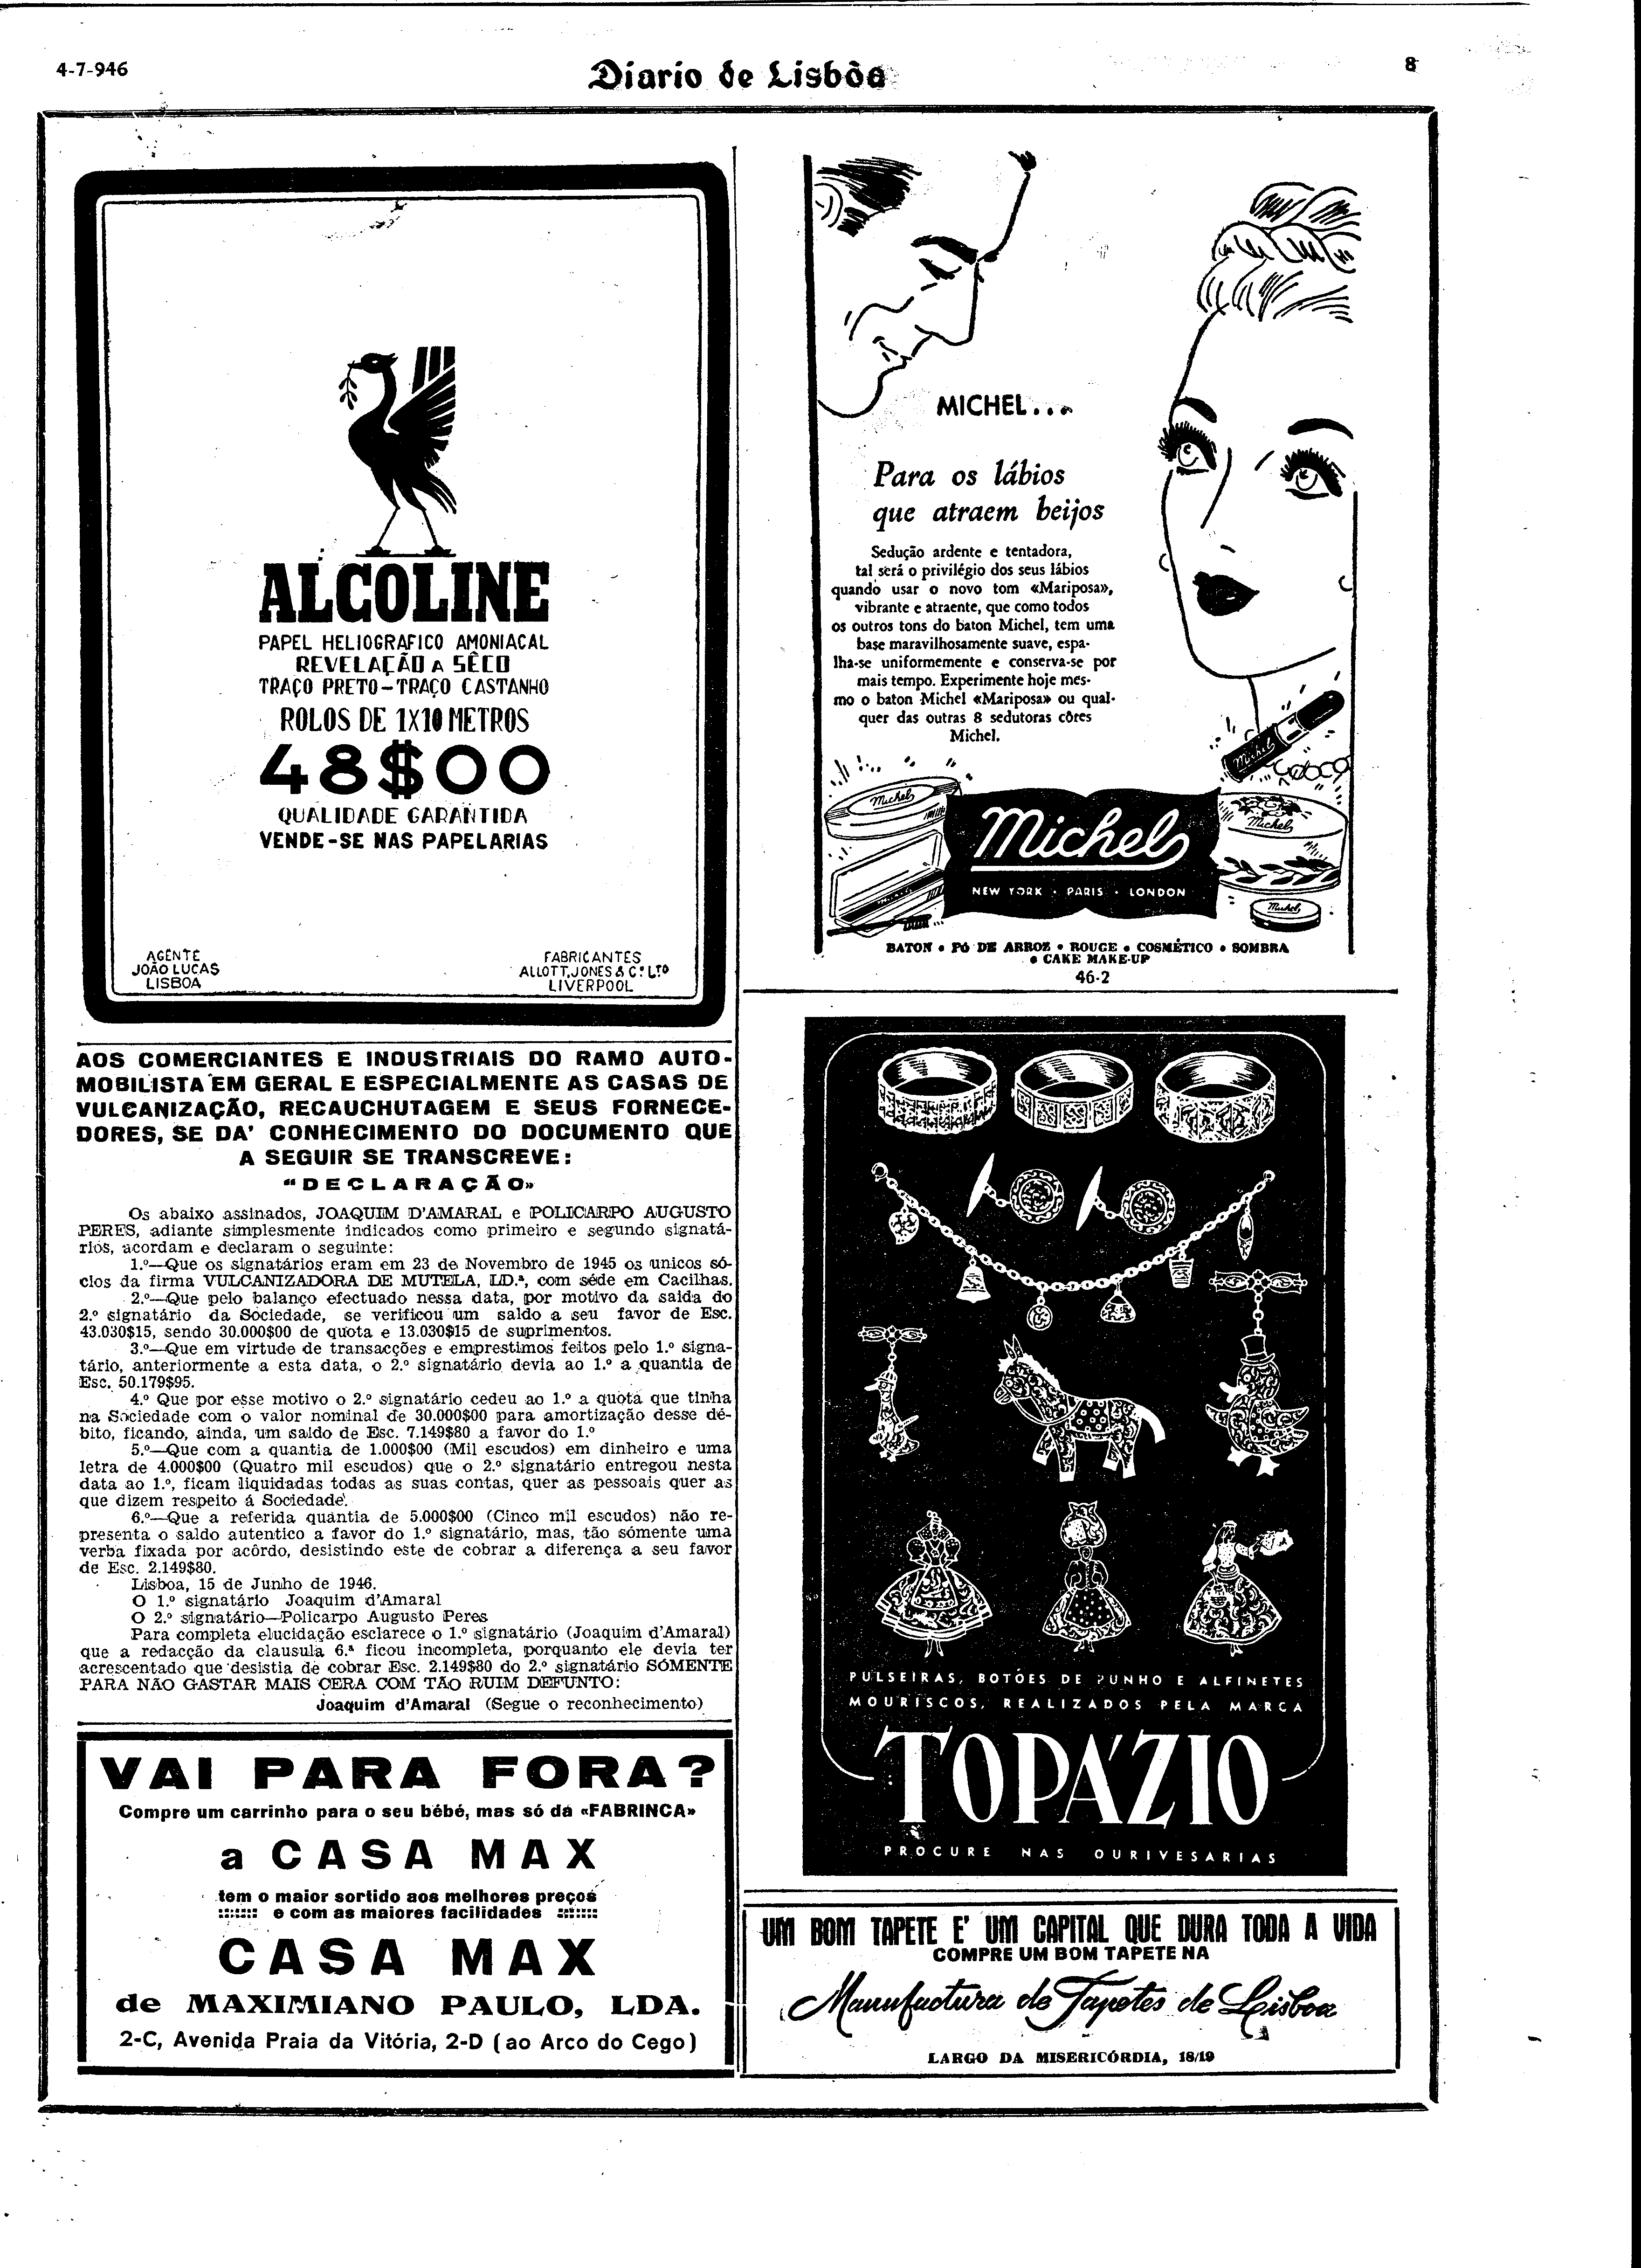 4-7-946
Diario de Lisbôa
8
ALCOLINE
PAPEL HELIOGRAFICO AMONIACAL
REVELAÇÃO A SÊCO
TRAÇO PRETO-TRAÇO CASTANHO
ROLOS DE 1X10 METROS
48$00
QUALIDADE GARANTIDA
VENDE-SE NAS PAPELARIAS
AGENTE
JOÃO LUCAS
LISBOA
FABRICANTES
ALLOTT, JONES & Cº LTD
LIVERPOOL
AOS COMERCIANTES E INDUSTRIAIS DO RAMO AUTO-
MOBILISTA EM GERAL E ESPECIALMENTE AS CASAS DE
VULCANIZAÇÃO, RECAUCHUTAGEM E SEUS FORNECE-
DORES, SE DA' CONHECIMENTO DO DOCUMENTO QUE
A SEGUIR SE TRANSCREVE:
"DECLARAÇÃO»
Os abaixo assinados, JOAQUIM D'AMARAL e POLICARPO AUGUSTO
PERES, adiante simplesmente indicados como primeiro e segundo signatá-
rios, acordam e declaram o seguinte:
1.º—Que os signatários eram em 23 de Novembro de 1945 os unicos só-
cios da firma VULCANIZADORA DE MUTELA, LD.ª, com séde em Cacilhas.
2.º—Que pelo balanço efectuado nessa data, por motivo da saida do
2.º signatário da Sociedade, se verificou um saldo a seu favor de Esc.
43.030$15, sendo 30.000$00 de quota e 13.030$15 de suprimentos.
3.º—Que em virtude de transacções e emprestimos feitos pelo 1.º signa-
tário, anteriormente a esta data, o 2.º signatário devia ao 1.º a quantia de
Esc. 50.179$95.
4.º Que por esse motivo o 2.º signatário cedeu ao 1.º a quota que tinha
na Sociedade com o valor nominal de 30.000$00 para amortização desse dé-
bito, ficando, ainda, um saldo de Esc. 7.149$80 a favor do 1.º
5.º—Que com a quantia de 1.000$00 (Mil escudos) em dinheiro e uma
letra de 4.000$00 (Quatro mil escudos) que o 2.º signatário entregou nesta
data ao 1.º, ficam liquidadas todas as suas contas, quer as pessoais quer as
que dizem respeito á Sociedade.
6.º—Que a referida quantia de 5.000$00 (Cinco mil escudos) não re-
presenta o saldo autentico a favor do 1.º signatário, mas, tão sómente uma
verba fixada por acôrdo, desistindo este de cobrar a diferença a seu favor
de Esc. 2.149$80.
Lisboa, 15 de Junho de 1946.
O 1.º signatário Joaquim d'Amaral
O 2.º signatário—Policarpo Augusto Peres
Para completa elucidação esclarece o 1.º signatário (Joaquim d'Amaral)
que a redacção da clausula 6.ª ficou incompleta, porquanto ele devia ter
acrescentado que desistia de cobrar Esc. 2.149$80 do 2.º signatário SÓMENTE
PARA NÃO GASTAR MAIS CERA COM TÃO RUIM DEFUNTO:
Joaquim d'Amaral (Segue o reconhecimento)
VAI PARA FORA?
Compre um carrinho para o seu bébé, mas só da «FABRINCA»
a CASA MAX
tem o maior sortido aos melhores preços
e com as maiores facilidades
CASA MAX
de MAXIMIANO PAULO, LDA.
2-C, Avenida Praia da Vitória, 2-D (ao Arco do Cego)
MICHEL...
Para os lábios
que atraem beijos
Sedução ardente e tentadora,
tal será o privilégio dos seus lábios
quando usar o novo tom «Mariposa»,
vibrante e atraente, que como todos
os outros tons do baton Michel, tem uma
base maravilhosamente suave, espa-
lha-se uniformemente e conserva-se por
mais tempo. Experimente hoje mes-
mo o baton Michel «Mariposa» ou qual-
quer das outras 8 sedutoras côres
Michel.
Michel
Michel
Michel
Michel
Michel
NEW YORK · PARIS · LONDON
BATON • PÓ DE ARROZ • ROUGE • COSMÉTICO • SOMBRA
• CAKE MAKE-UP
46-2
PULSEIRAS, BOTÕES DE PUNHO E ALFINETES
MOURISCOS, REALIZADOS PELA MARCA
TOPÁZIO
PROCURE NAS OURIVESARIAS
UM BOM TAPETE E' UM CAPITAL QUE DURA TODA A VIDA
COMPRE UM BOM TAPETE NA
Manufactura de Tapetes de Lisboa
LARGO DA MISERICÓRDIA, 18/19